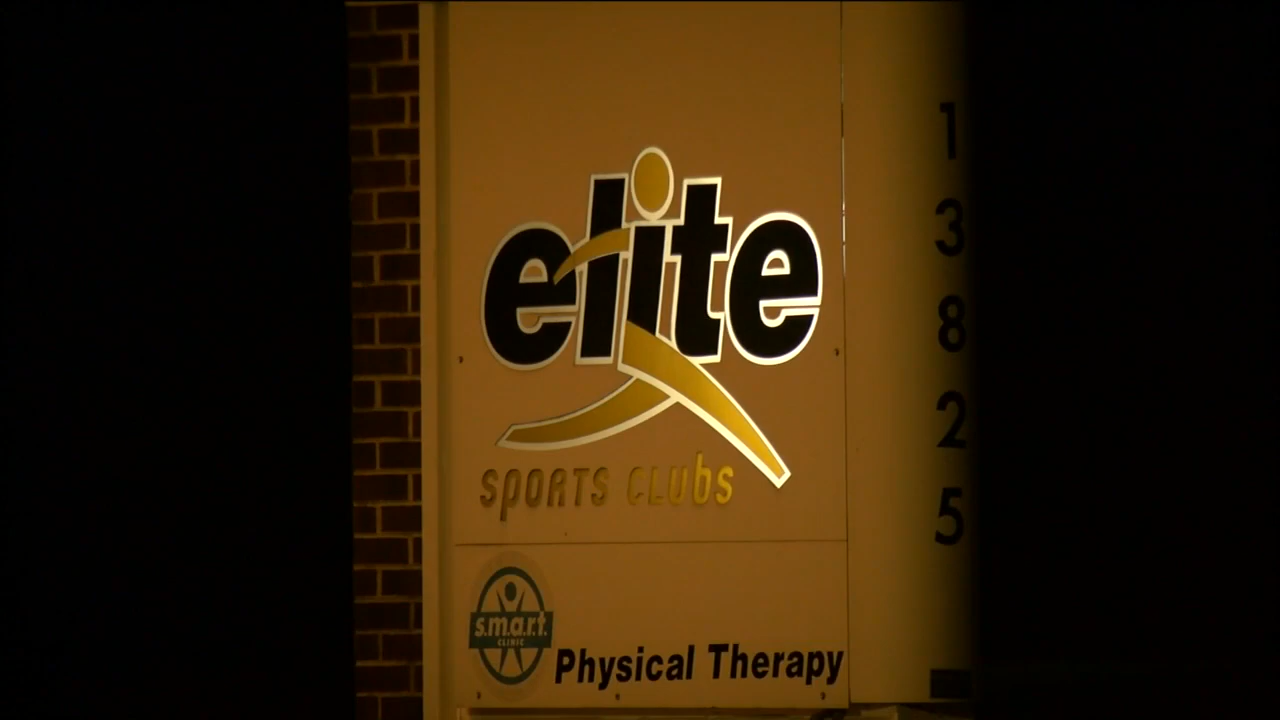 elite
sports clubs
s.m.a.r.t.
CLINIC
Physical Therapy
1
3
8
2
5